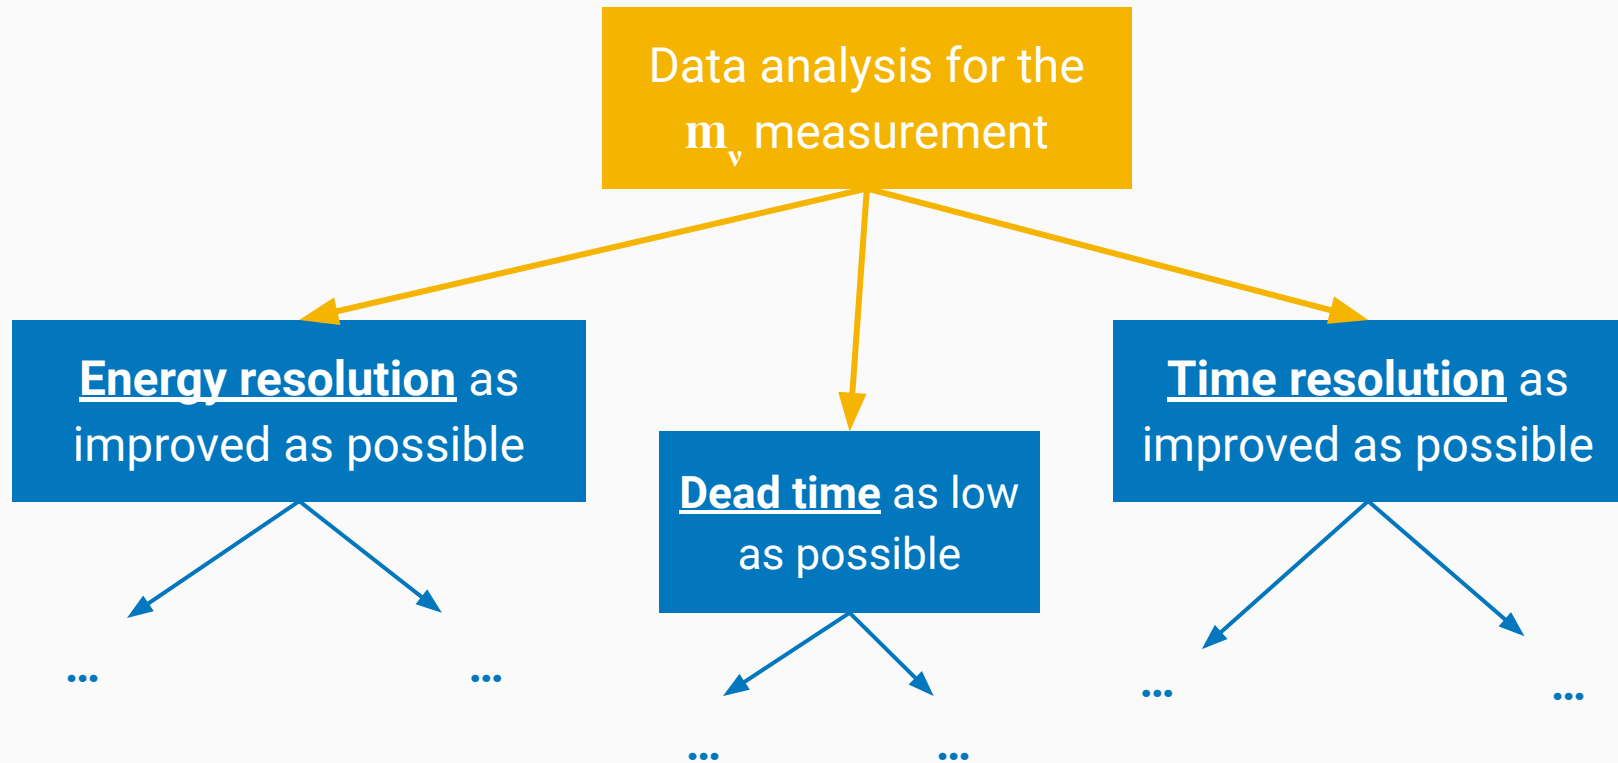 Data analysis for the
mν measurement
Energy resolution as
improved as possible
Time resolution as
improved as possible
Dead time as low
as possible
...
...
...
...
...
...